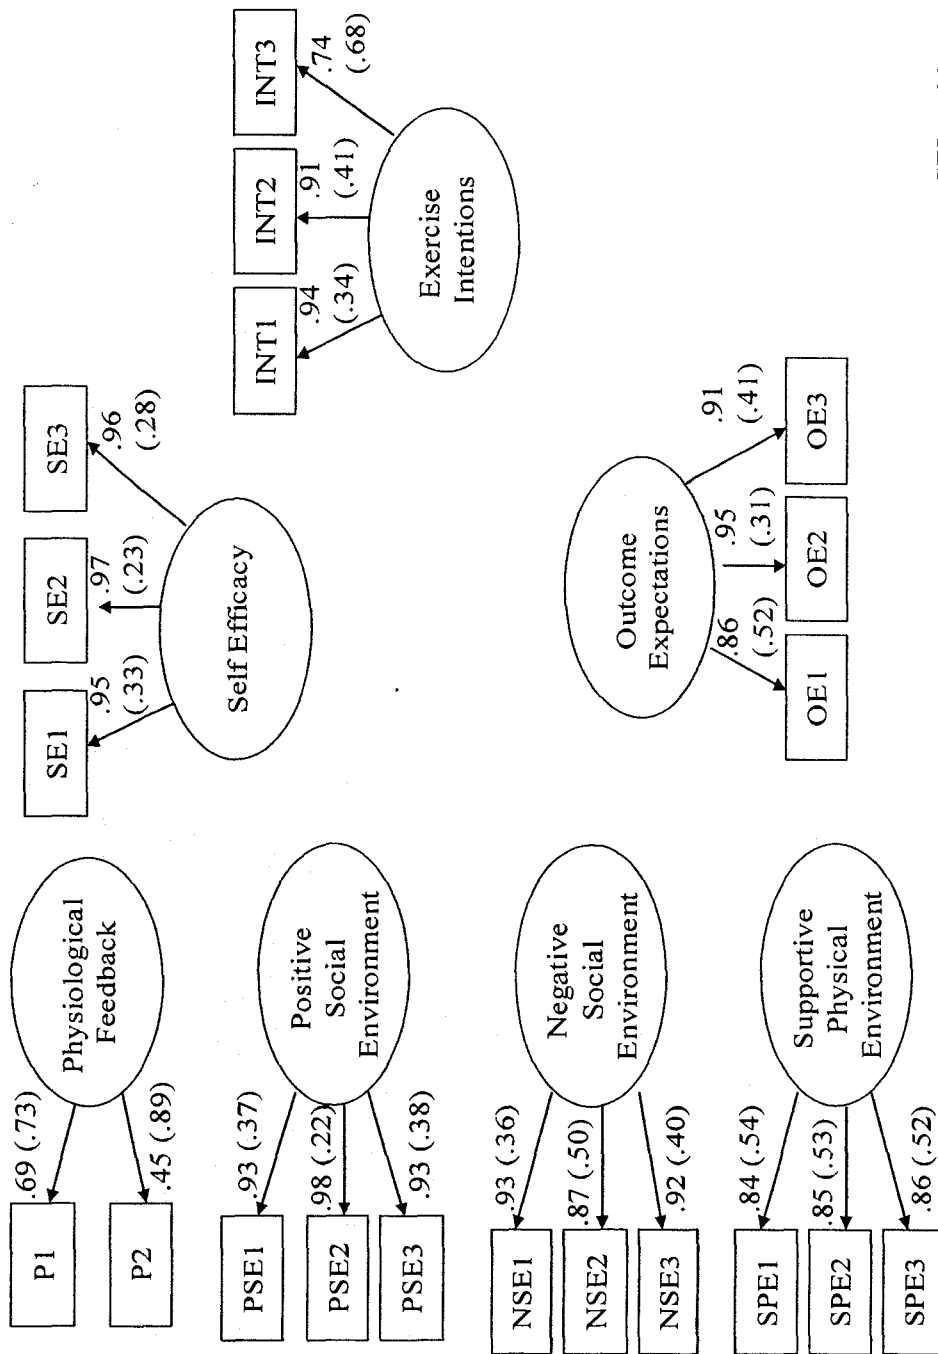 P1
P2
.69 (.73)
.45 (.89)
Physiological
Feedback
PSE1
PSE2
PSE3
.93 (.37)
.98 (.22)
.93 (.38)
Positive
Social
Environment
NSE1
NSE2
NSE3
.93 (.36)
.87 (.50)
.92 (.40)
Negative
Social
Environment
SPE1
SPE2
SPE3
.84 (.54)
.85 (.53)
.86 (.52)
Supportive
Physical
Environment
SE1
SE2
SE3
.95
(.33)
.97
(.23)
.96
(.28)
Self Efficacy
Outcome
Expectations
.86
(.52)
.95
(.31)
.91
(.41)
OE1
OE2
OE3
INT1
INT2
INT3
.94
(.34)
.91
(.41)
.74
(.68)
Exercise
Intentions